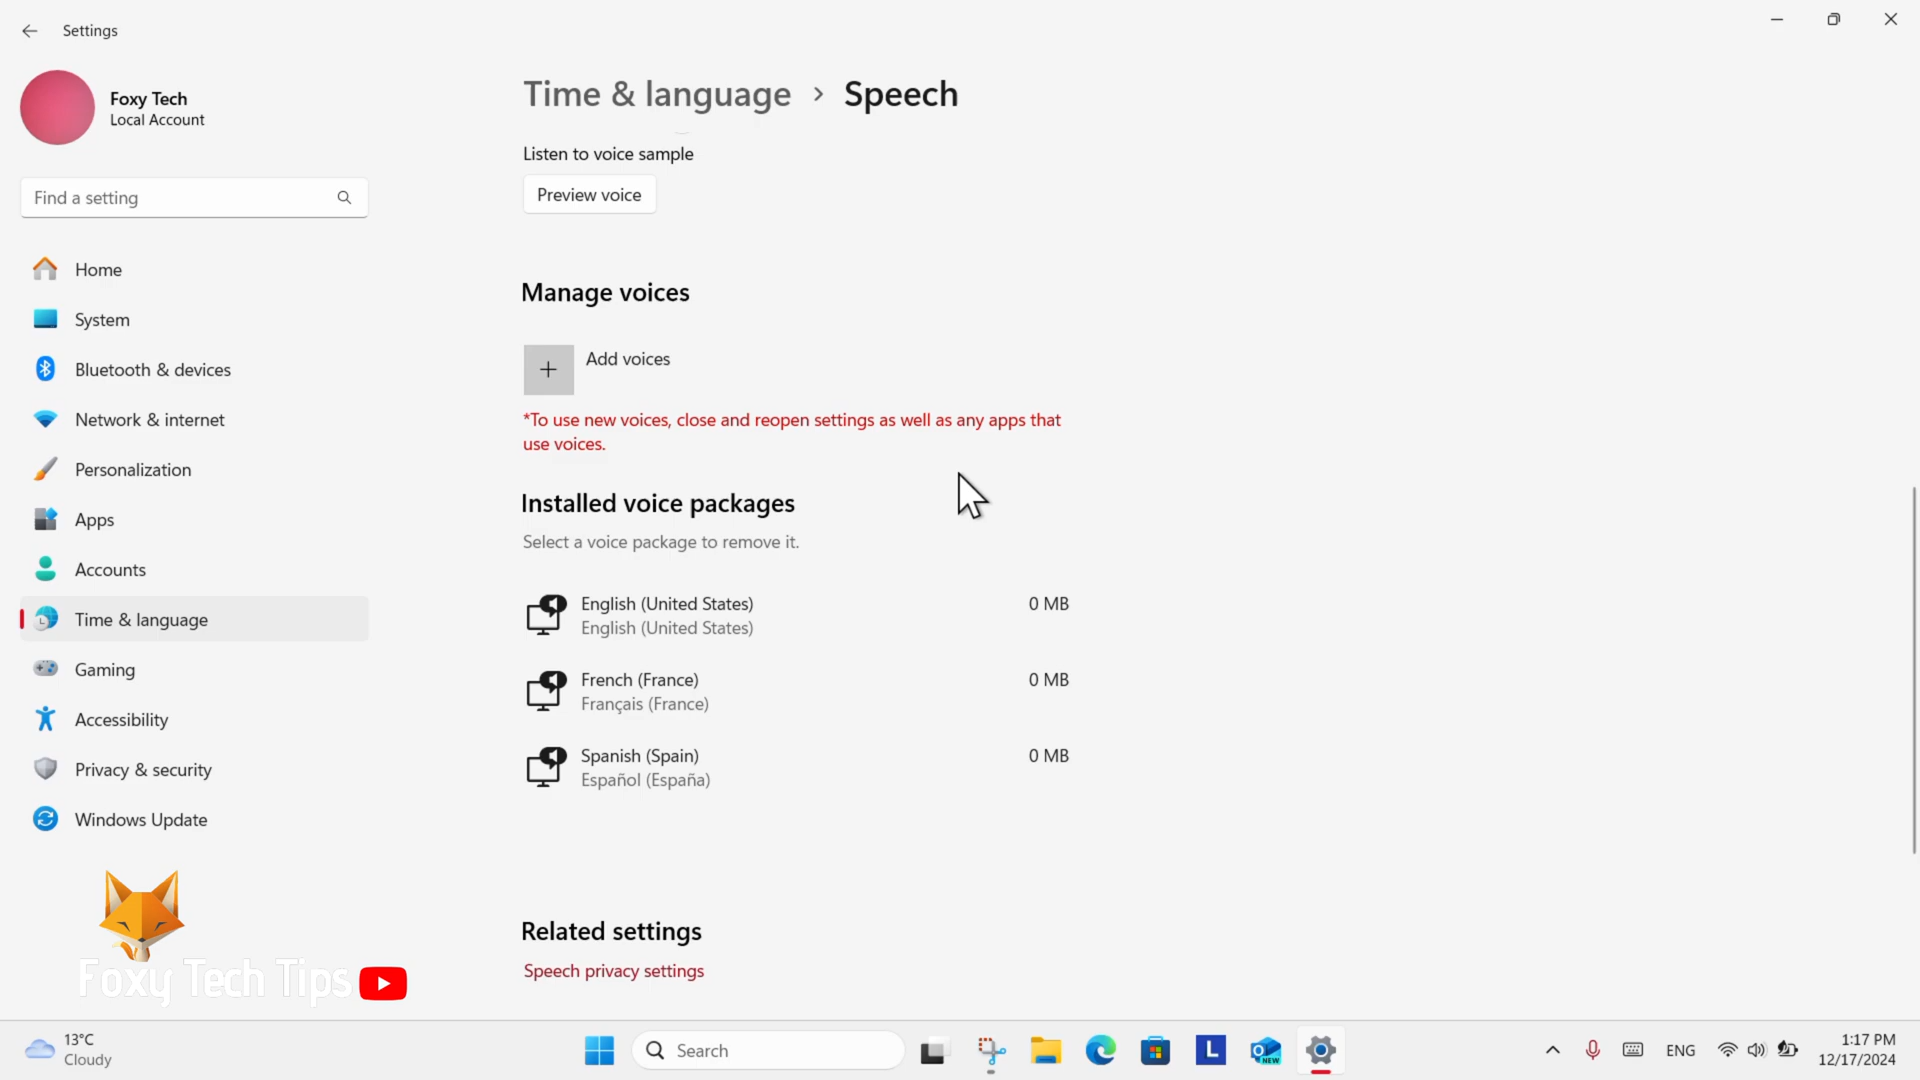 Settings
Foxy Tech
Local Account
Find a setting
Home
System
Bluetooth & devices
Network & internet
Personalization
Apps
Accounts
Time & language
Gaming
Accessibility
Privacy & security
Windows Update
Foxy Tech Tips
Time & language › Speech
Listen to voice sample
Preview voice
Manage voices
+ Add voices
*To use new voices, close and reopen settings as well as any apps that
use voices.
Installed voice packages
Select a voice package to remove it.
English (United States) 0 MB
English (United States)
French (France) 0 MB
Français (France)
Spanish (Spain) 0 MB
Español (España)
Related settings
Speech privacy settings
13°C
Cloudy
Search
L
NEW
ENG
1:17 PM
12/17/2024